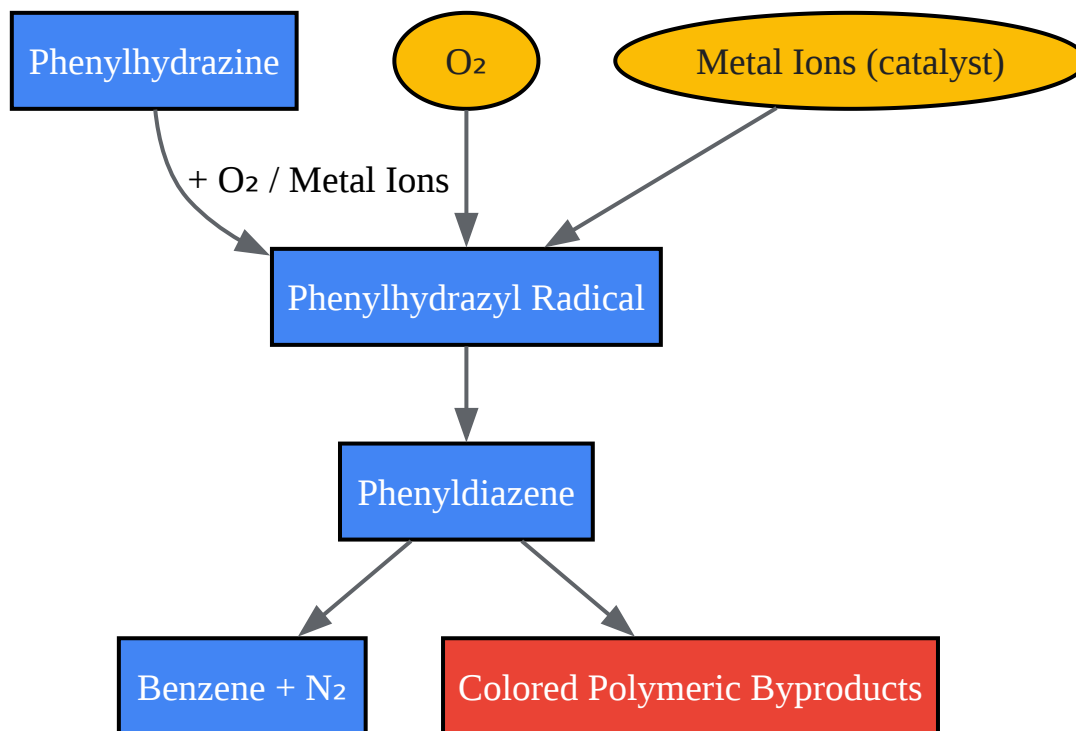 Phenylhydrazine
O₂
Metal Ions (catalyst)
+ O₂ / Metal Ions
Phenylhydrazyl Radical
Phenyldiazene
Benzene + N₂
Colored Polymeric Byproducts